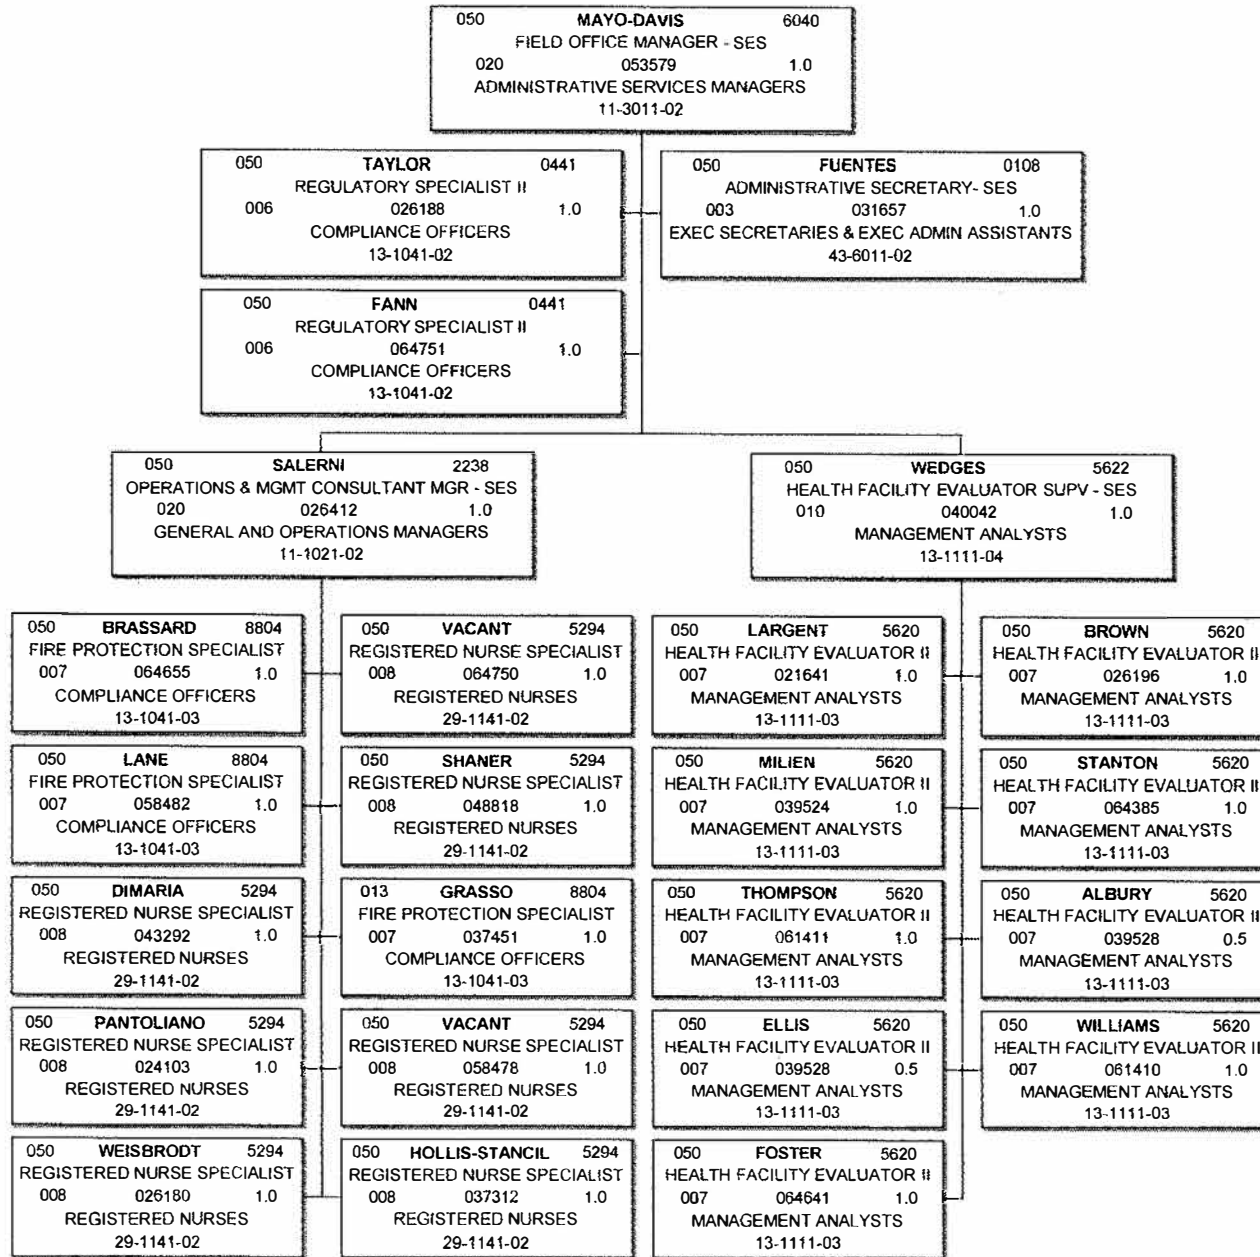 050 MAYO-DAVIS 6040
FIELD OFFICE MANAGER - SES
020 053579 1.0
ADMINISTRATIVE SERVICES MANAGERS
11-3011-02
050 TAYLOR 0441
REGULATORY SPECIALIST II
006 026188 1.0
COMPLIANCE OFFICERS
13-1041-02
050 FUENTES 0108
ADMINISTRATIVE SECRETARY- SES
003 031657 1.0
EXEC SECRETARIES & EXEC ADMIN ASSISTANTS
43-6011-02
050 FANN 0441
REGULATORY SPECIALIST II
006 064751 1.0
COMPLIANCE OFFICERS
13-1041-02
050 SALERNI 2238
OPERATIONS & MGMT CONSULTANT MGR - SES
020 026412 1.0
GENERAL AND OPERATIONS MANAGERS
11-1021-02
050 WEDGES 5622
HEALTH FACILITY EVALUATOR SUPV - SES
010 040042 1.0
MANAGEMENT ANALYSTS
13-1111-04
050 BRASSARD 8804
FIRE PROTECTION SPECIALIST
007 064655 1.0
COMPLIANCE OFFICERS
13-1041-03
050 VACANT 5294
REGISTERED NURSE SPECIALIST
008 064750 1.0
REGISTERED NURSES
29-1141-02
050 LARGENT 5620
HEALTH FACILITY EVALUATOR II
007 021641 1.0
MANAGEMENT ANALYSTS
13-1111-03
050 BROWN 5620
HEALTH FACILITY EVALUATOR II
007 026196 1.0
MANAGEMENT ANALYSTS
13-1111-03
050 LANE 8804
FIRE PROTECTION SPECIALIST
007 058482 1.0
COMPLIANCE OFFICERS
13-1041-03
050 SHANER 5294
REGISTERED NURSE SPECIALIST
008 048818 1.0
REGISTERED NURSES
29-1141-02
050 MILIEN 5620
HEALTH FACILITY EVALUATOR II
007 039524 1.0
MANAGEMENT ANALYSTS
13-1111-03
050 STANTON 5620
HEALTH FACILITY EVALUATOR II
007 064385 1.0
MANAGEMENT ANALYSTS
13-1111-03
050 DIMARIA 5294
REGISTERED NURSE SPECIALIST
008 043292 1.0
REGISTERED NURSES
29-1141-02
013 GRASSO 8804
FIRE PROTECTION SPECIALIST
007 037451 1.0
COMPLIANCE OFFICERS
13-1041-03
050 THOMPSON 5620
HEALTH FACILITY EVALUATOR II
007 061411 1.0
MANAGEMENT ANALYSTS
13-1111-03
050 ALBURY 5620
HEALTH FACILITY EVALUATOR II
007 039528 0.5
MANAGEMENT ANALYSTS
13-1111-03
050 PANTOLIANO 5294
REGISTERED NURSE SPECIALIST
008 024103 1.0
REGISTERED NURSES
29-1141-02
050 VACANT 5294
REGISTERED NURSE SPECIALIST
008 058478 1.0
REGISTERED NURSES
29-1141-02
050 ELLIS 5620
HEALTH FACILITY EVALUATOR II
007 039528 0.5
MANAGEMENT ANALYSTS
13-1111-03
050 WILLIAMS 5620
HEALTH FACILITY EVALUATOR II
007 061410 1.0
MANAGEMENT ANALYSTS
13-1111-03
050 WEISBRODT 5294
REGISTERED NURSE SPECIALIST
008 026180 1.0
REGISTERED NURSES
29-1141-02
050 HOLLIS-STANCIL 5294
REGISTERED NURSE SPECIALIST
008 037312 1.0
REGISTERED NURSES
29-1141-02
050 FOSTER 5620
HEALTH FACILITY EVALUATOR II
007 064641 1.0
MANAGEMENT ANALYSTS
13-1111-03